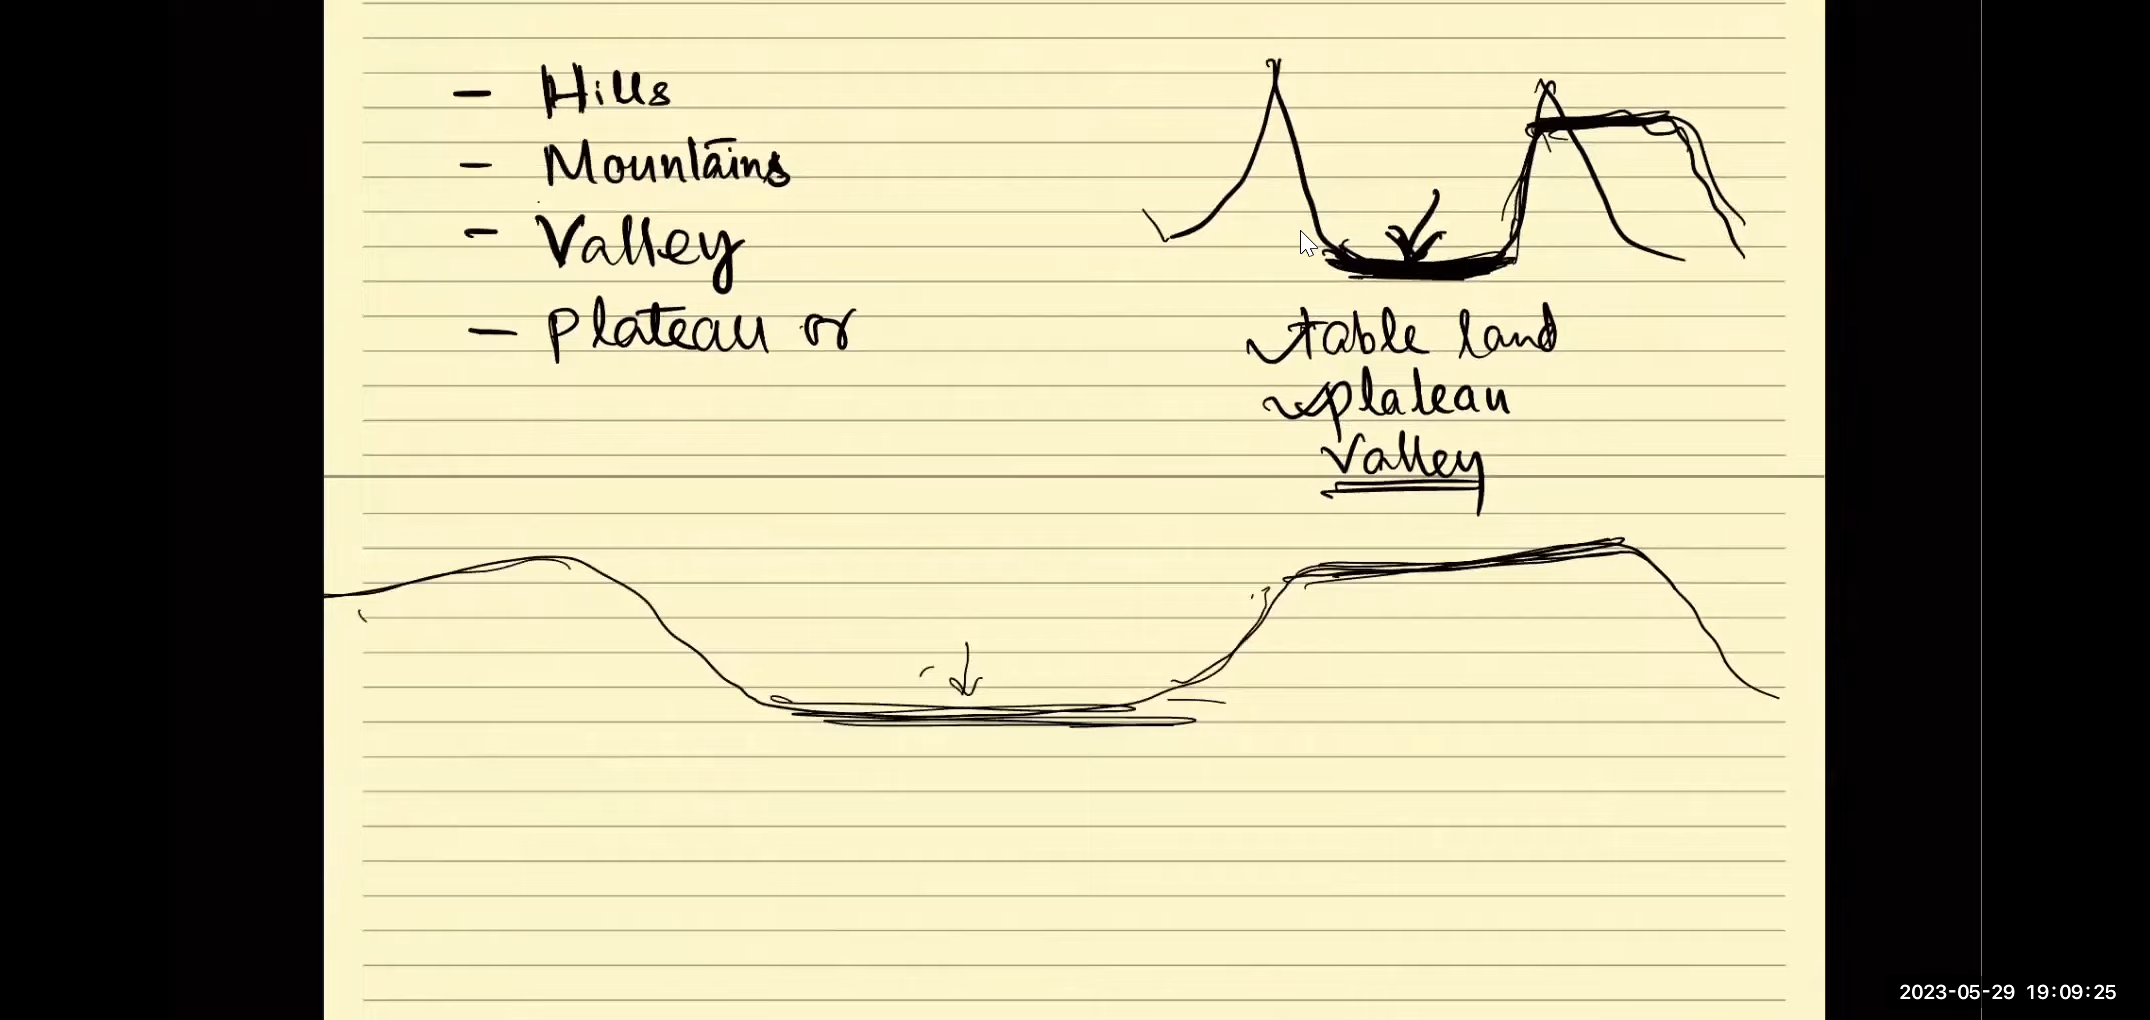 - Hills
- Mountains
- Valley
- Plateau or
table land
plateau
Valley
2023-05-29 19:09:25